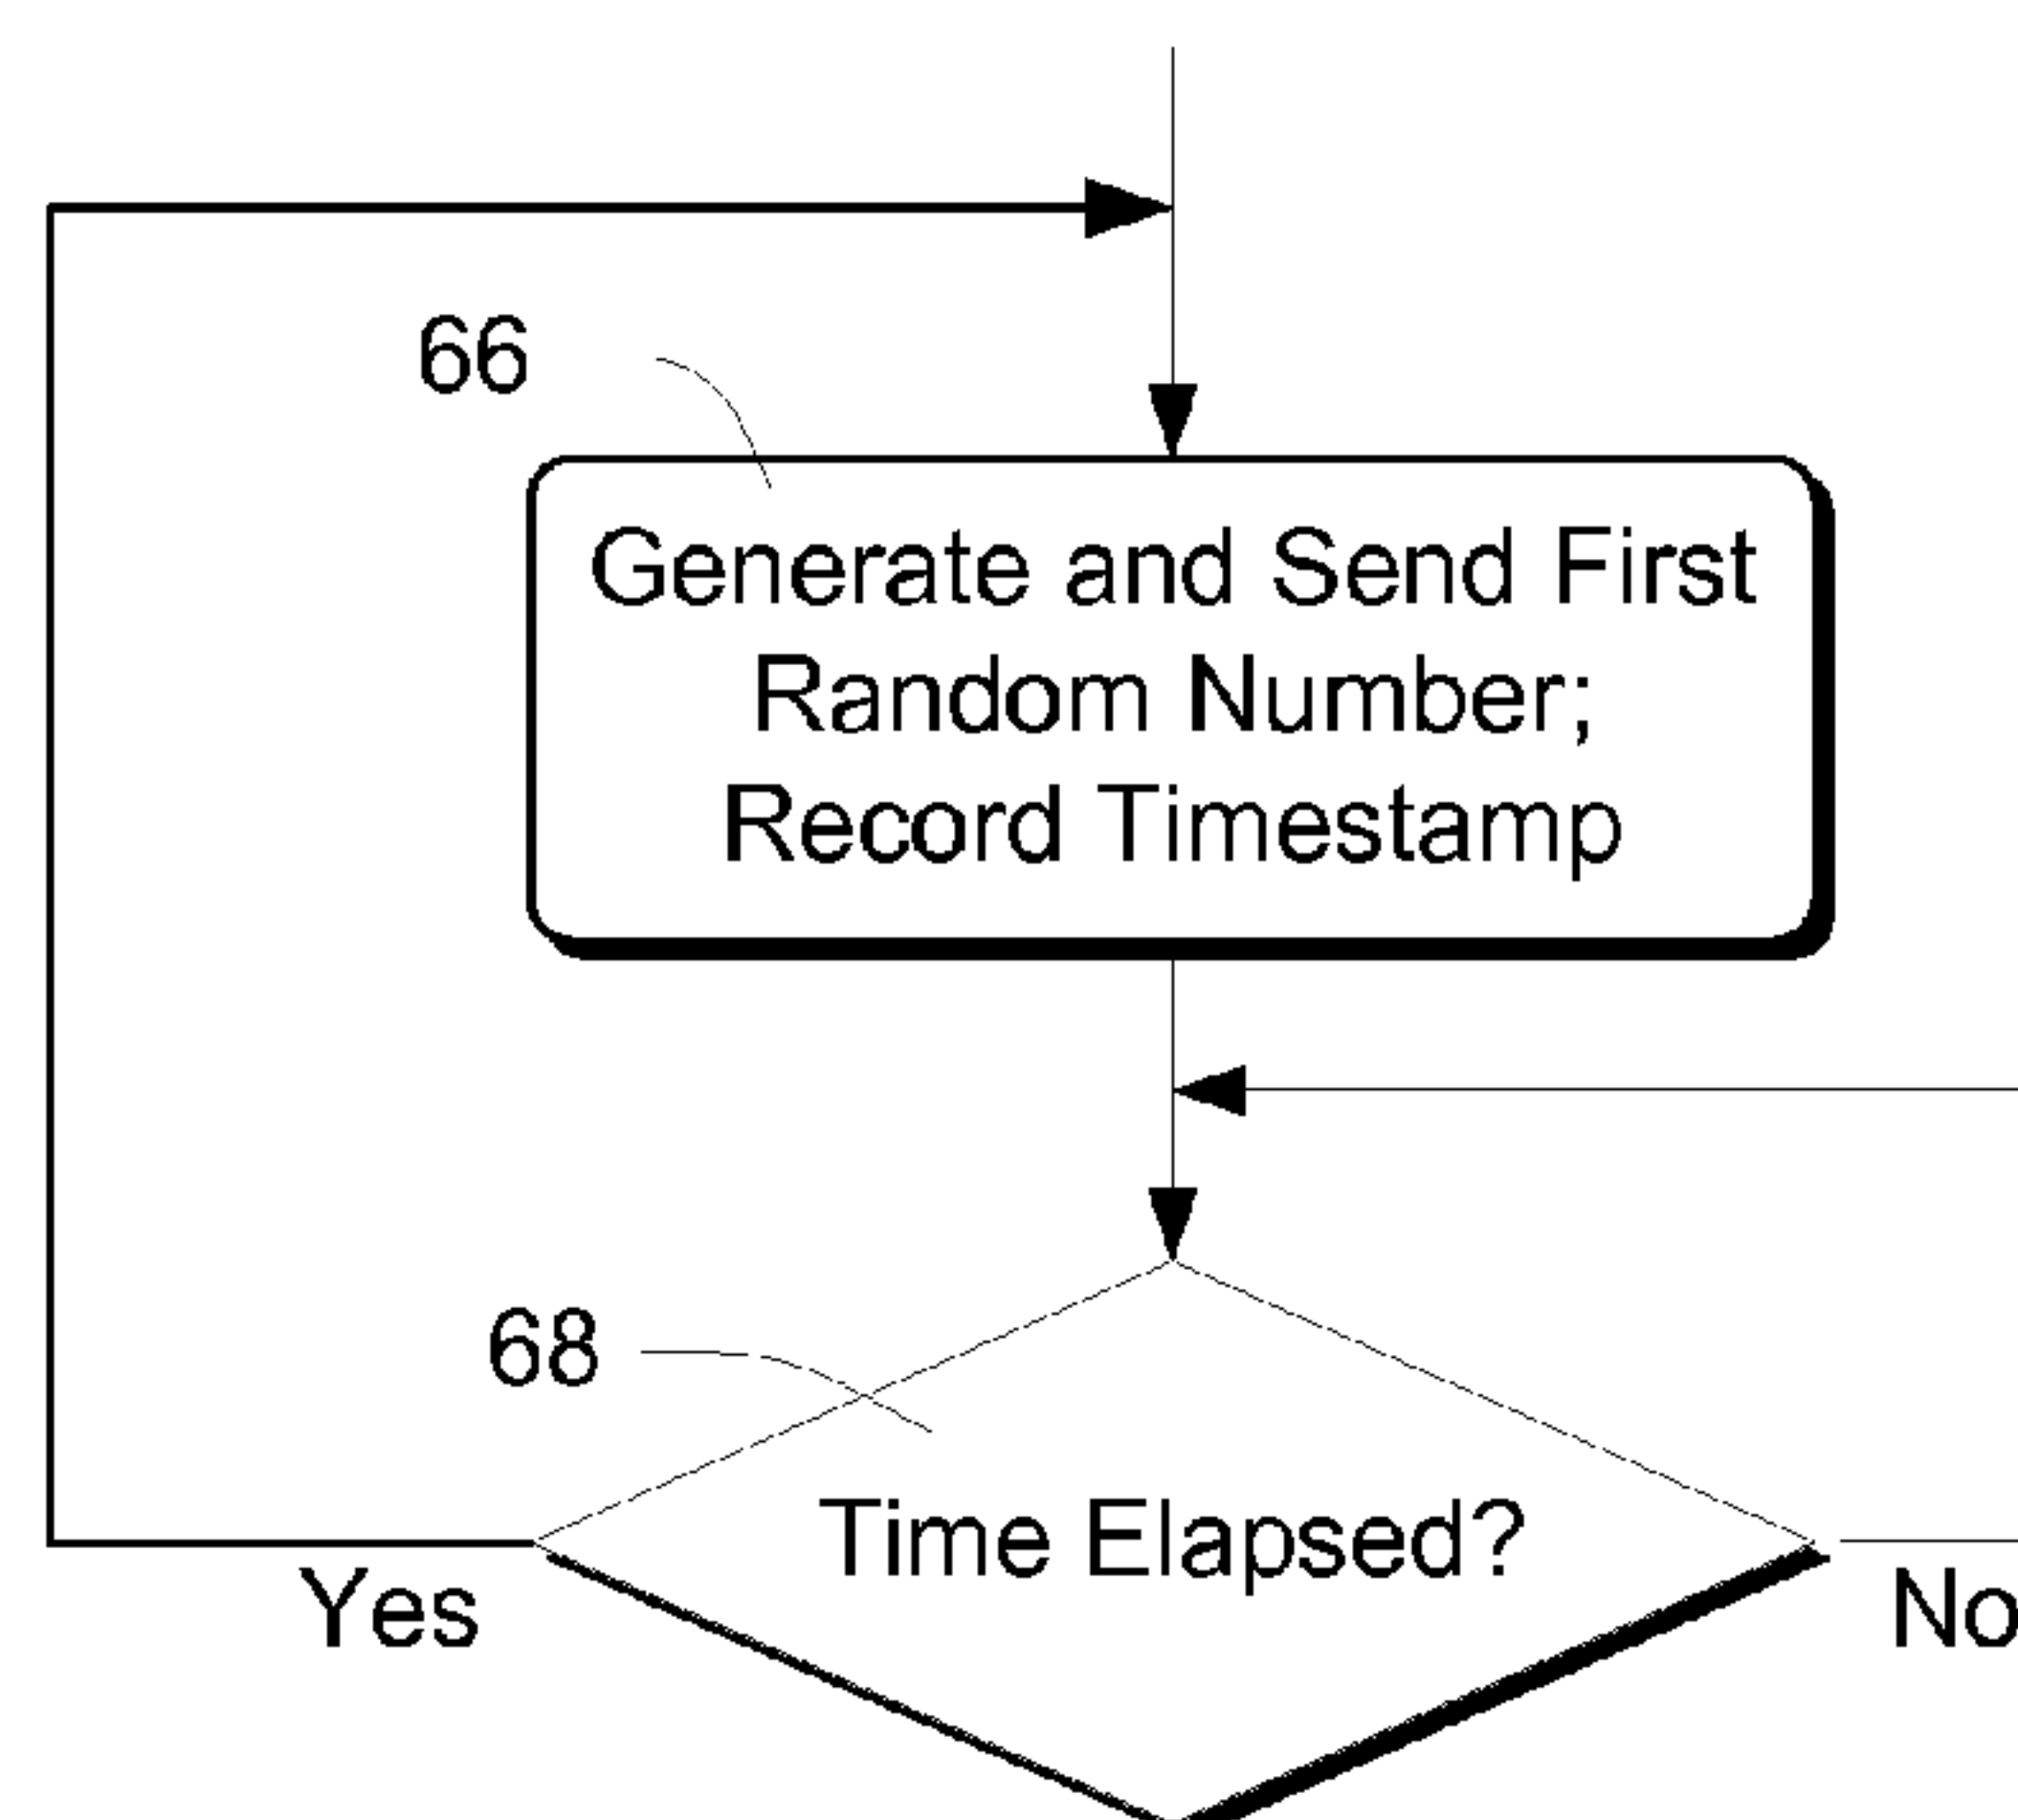 66
Generate and Send First
Random Number;
Record Timestamp
68
Time Elapsed?
Yes
No